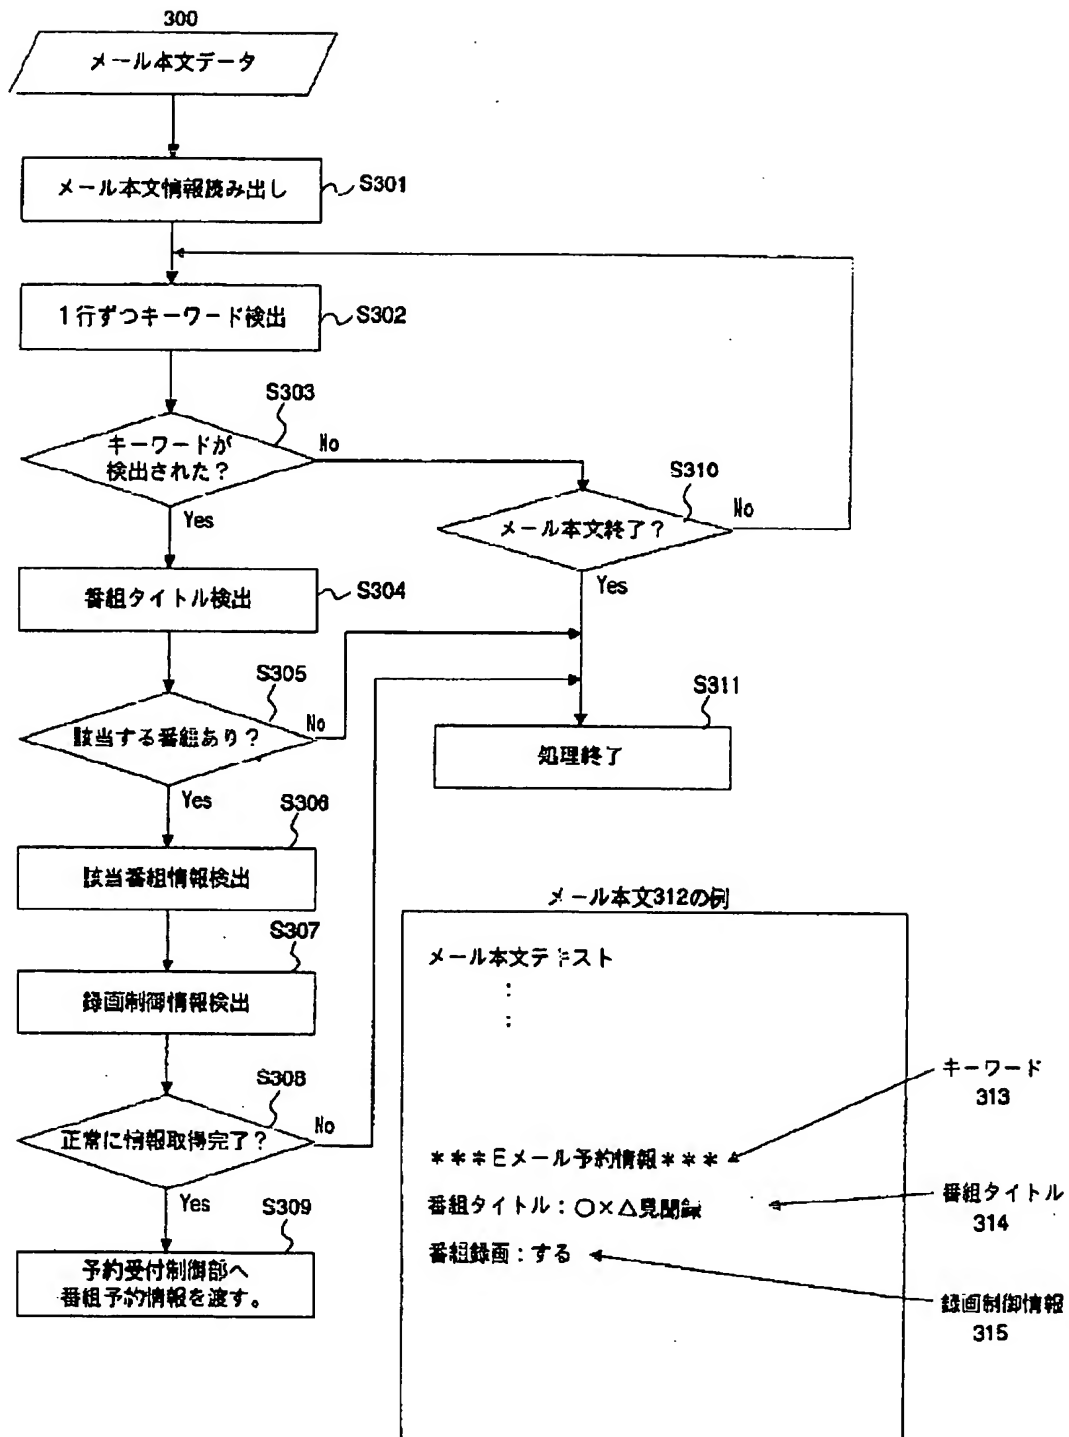 300
メール本文データ
メール本文情報読み出し
S301
1行ずつキーワード検出
S302
S303
キーワードが
検出された?
No
Yes
S310
メール本文終了?
No
Yes
番組タイトル検出
S304
S305
該当する番組あり?
No
Yes
S311
処理終了
S306
該当番組情報検出
S307
録画制御情報検出
S308
正常に情報取得完了?
No
Yes
S309
予約受付制御部へ
番組予約情報を渡す。
メール本文312の例
メール本文テキスト
:
:
***Eメール予約情報***
番組タイトル:○×△見聞録
番組録画:する
キーワード
313
番組タイトル
314
録画制御情報
315